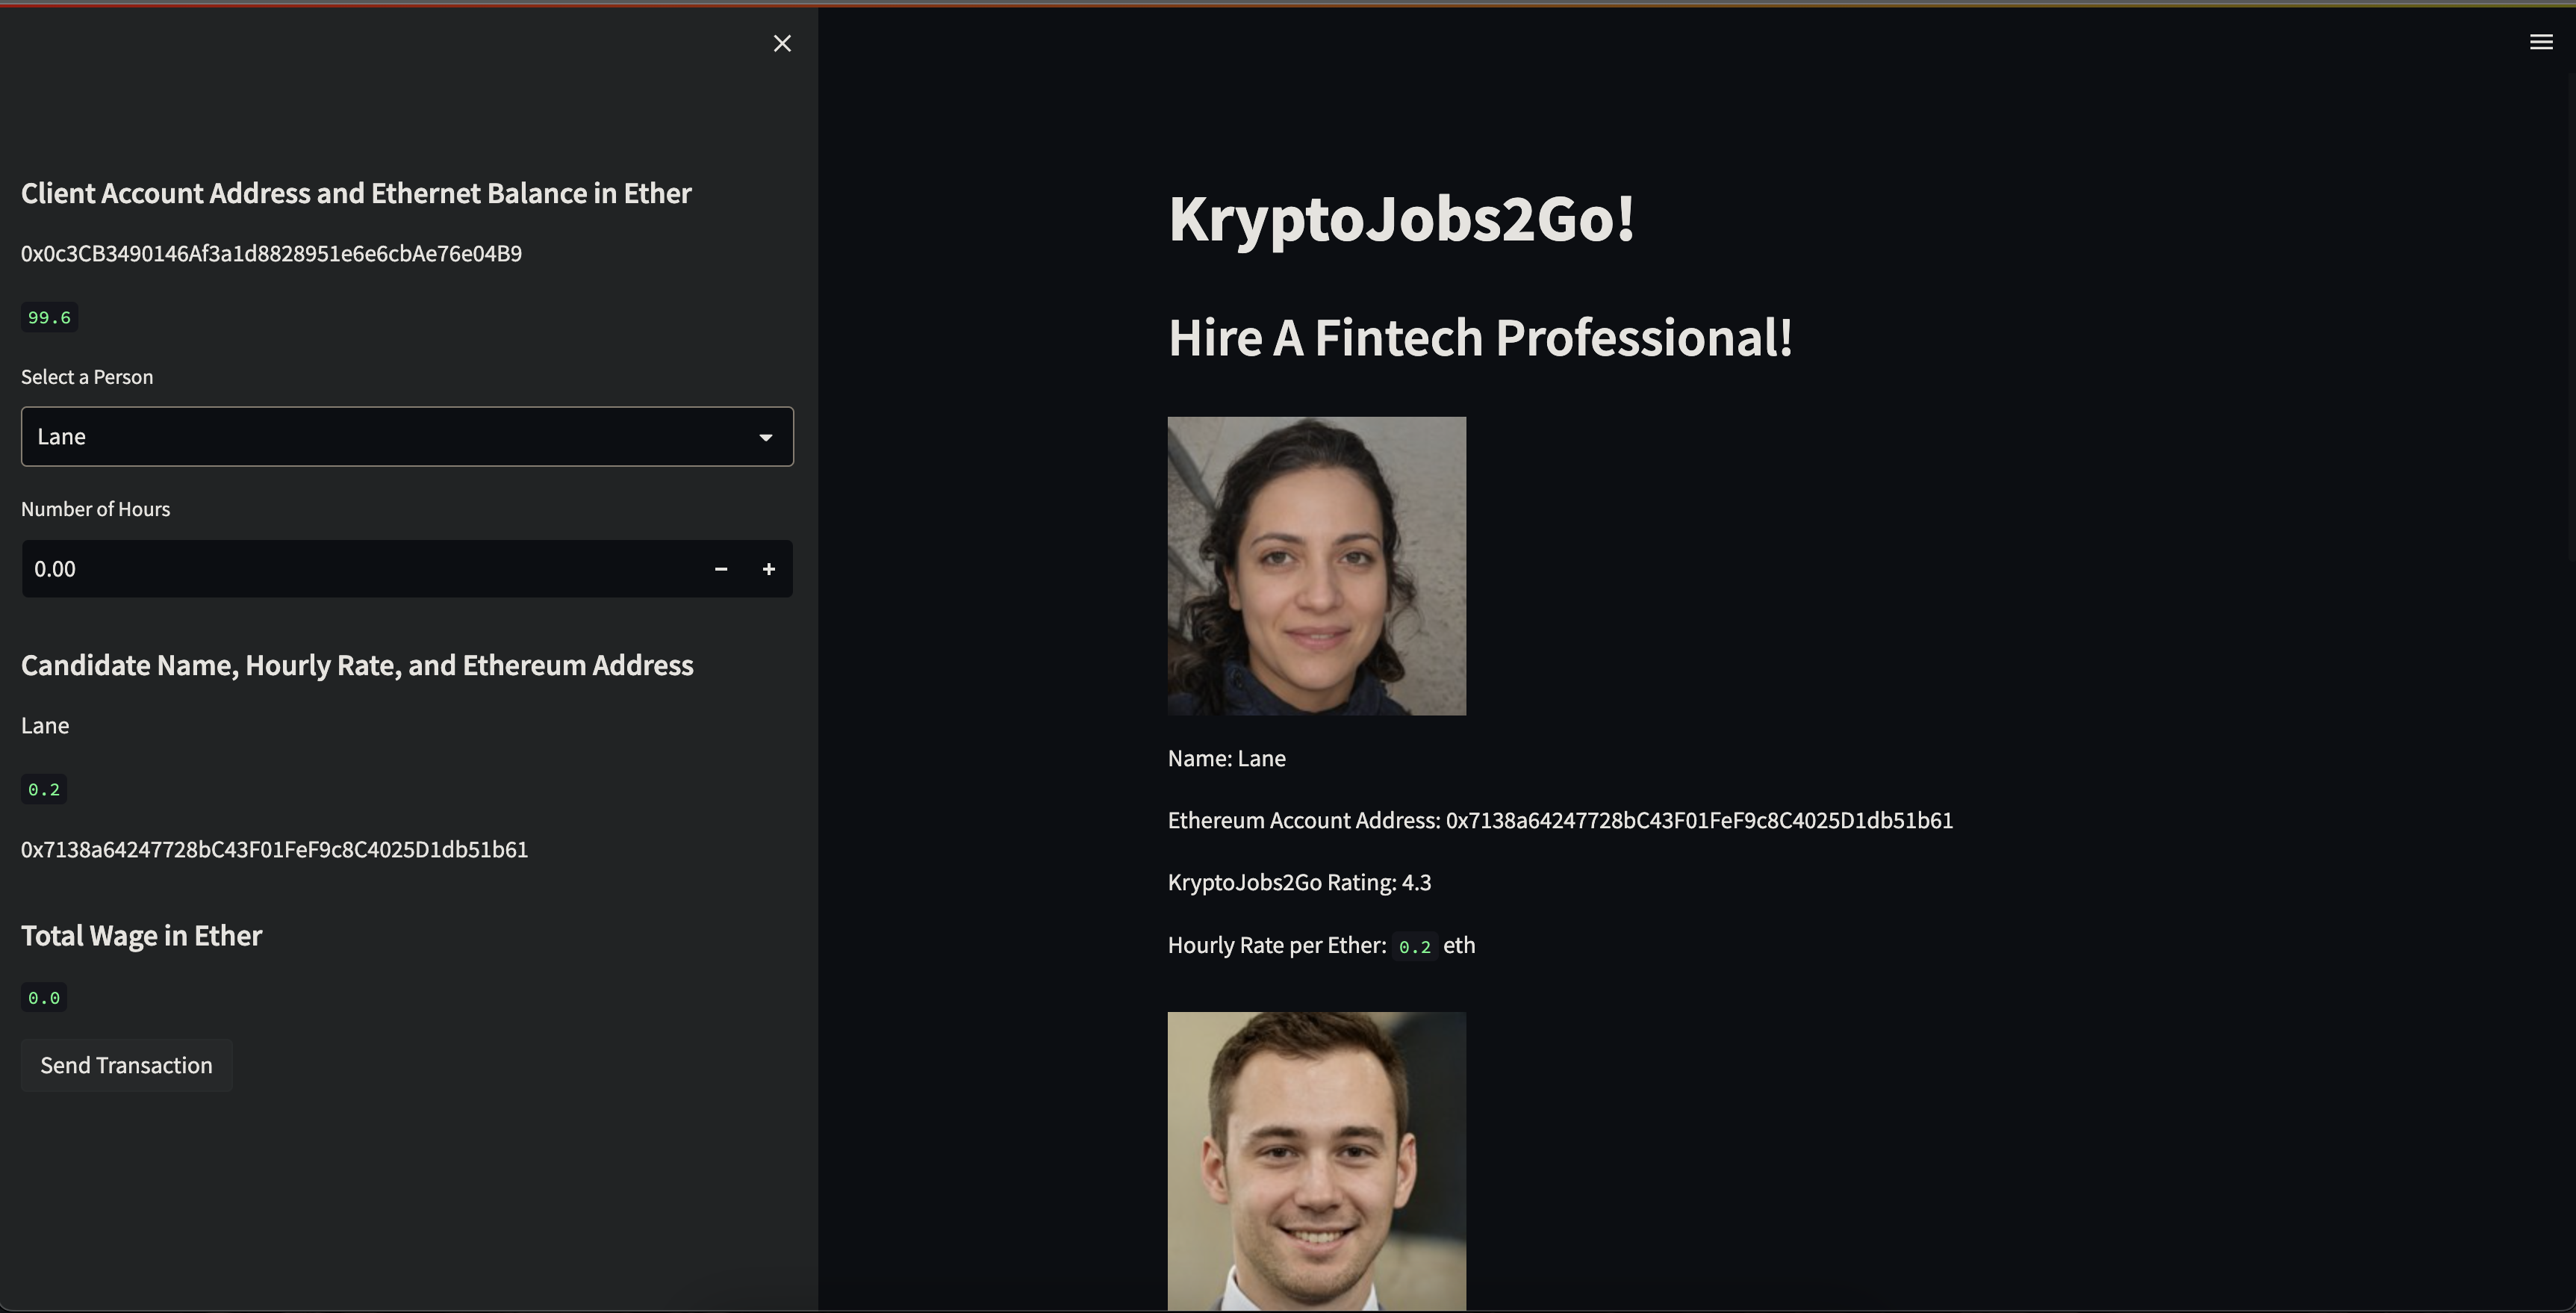 Client Account Address and Ethernet Balance in Ether
0x0c3CB3490146Af3a1d8828951e6e6cbAe76e04B9
99.6
Select a Person
Lane
Number of Hours
0.00
Candidate Name, Hourly Rate, and Ethereum Address
Lane
0.2
0x7138a64247728bC43F01FeF9c8C4025D1db51b61
Total Wage in Ether
0.0
Send Transaction
KryptoJobs2Go!
Hire A Fintech Professional!
Name: Lane
Ethereum Account Address: 0x7138a64247728bC43F01FeF9c8C4025D1db51b61
KryptoJobs2Go Rating: 4.3
Hourly Rate per Ether: 0.2 eth